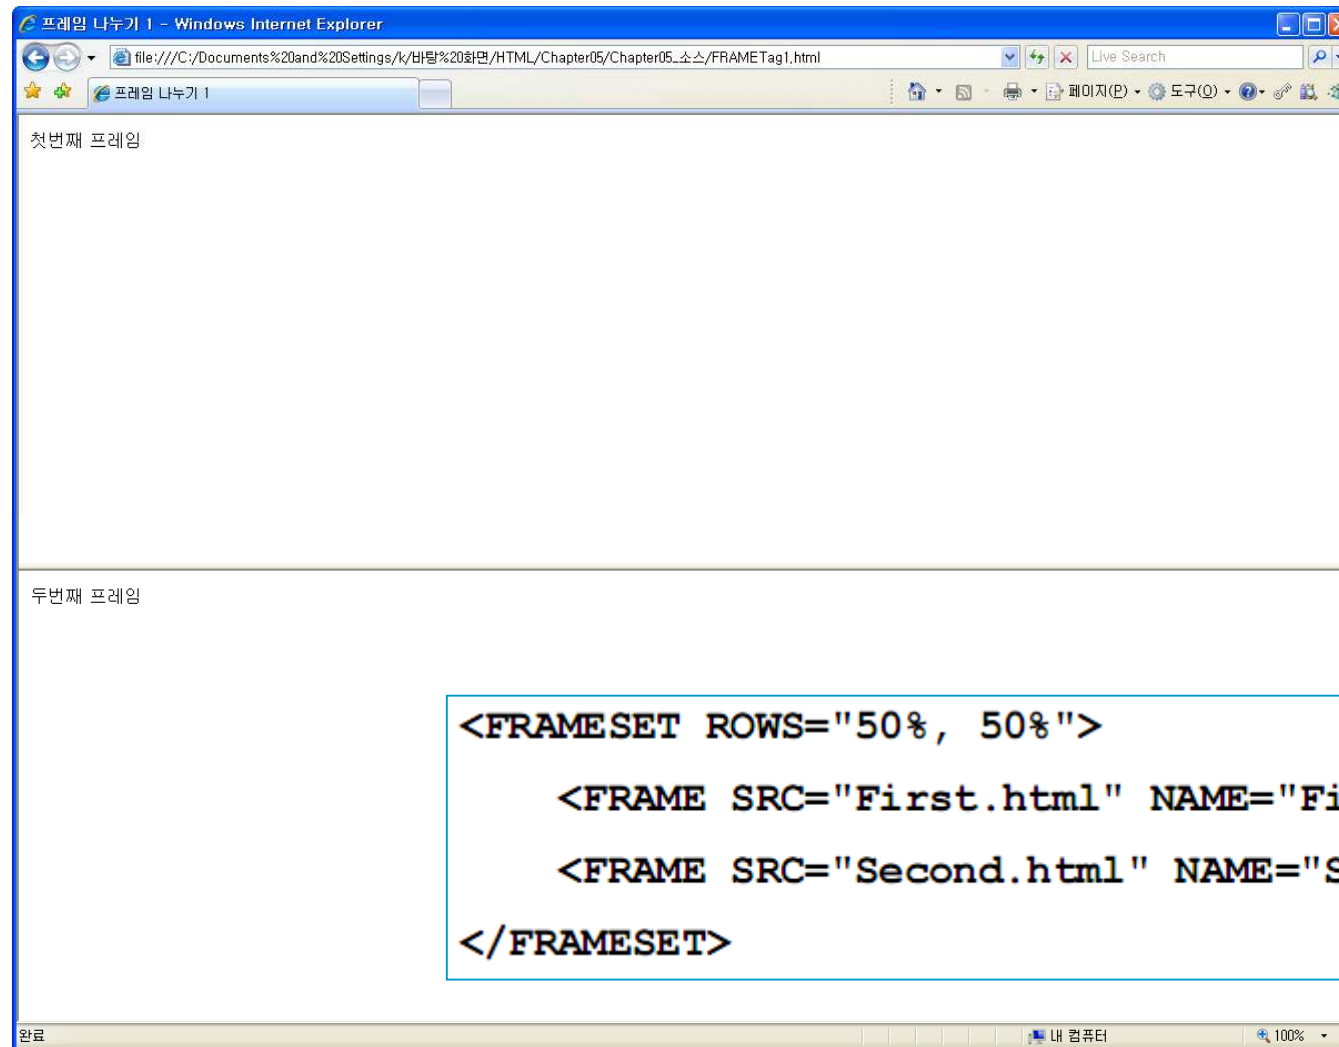 프레임 나누기 1 - Windows Internet Explorer
file:///C:/Documents%20and%20Settings/k/바탕%20화면/HTML/Chapter05/Chapter05_소스/FRAMETag1.html
Live Search
프레임 나누기 1
페이지(P)
도구(O)
첫번째 프레임
두번째 프레임
<FRAMESET ROWS="50%, 50%">
<FRAME SRC="First.html" NAME="Fi
<FRAME SRC="Second.html" NAME="S
</FRAMESET>
완료
내 컴퓨터
100%